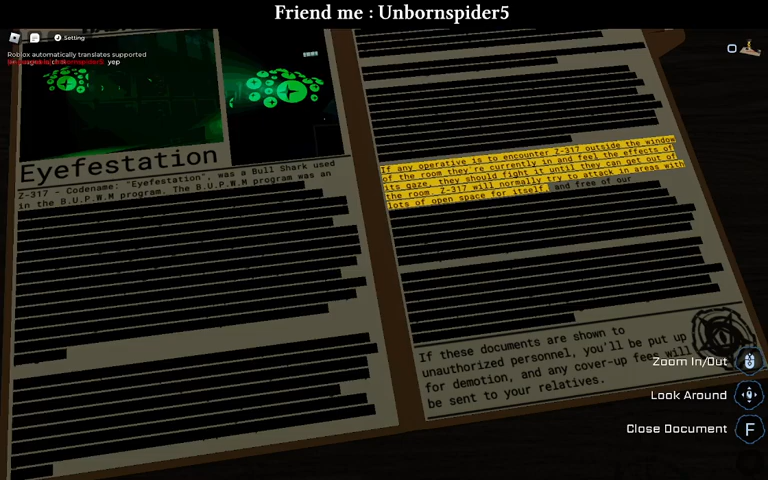 Friend me : Unbornspider5
Setting
Roblox automatically translates supported
yep
Eyefestation
Z-317 - Codename: "Eyefestation", was a Bull Shark used
in the B.U.P.W.M program. The B.U.P.W.M program was an
If any operative is to encounter Z-317 outside the window
of the room they're currently in and feel the effects of
its gaze, they should fight it until they can get out of
the room. Z-317 will normally try to attack in areas with
lots of open space for itself, and free of our
If these documents are shown to
unauthorized personnel, you'll be put up
for demotion, and any cover-up fees will
be sent to your relatives.
Zoom In/Out
Look Around
Close Document
F